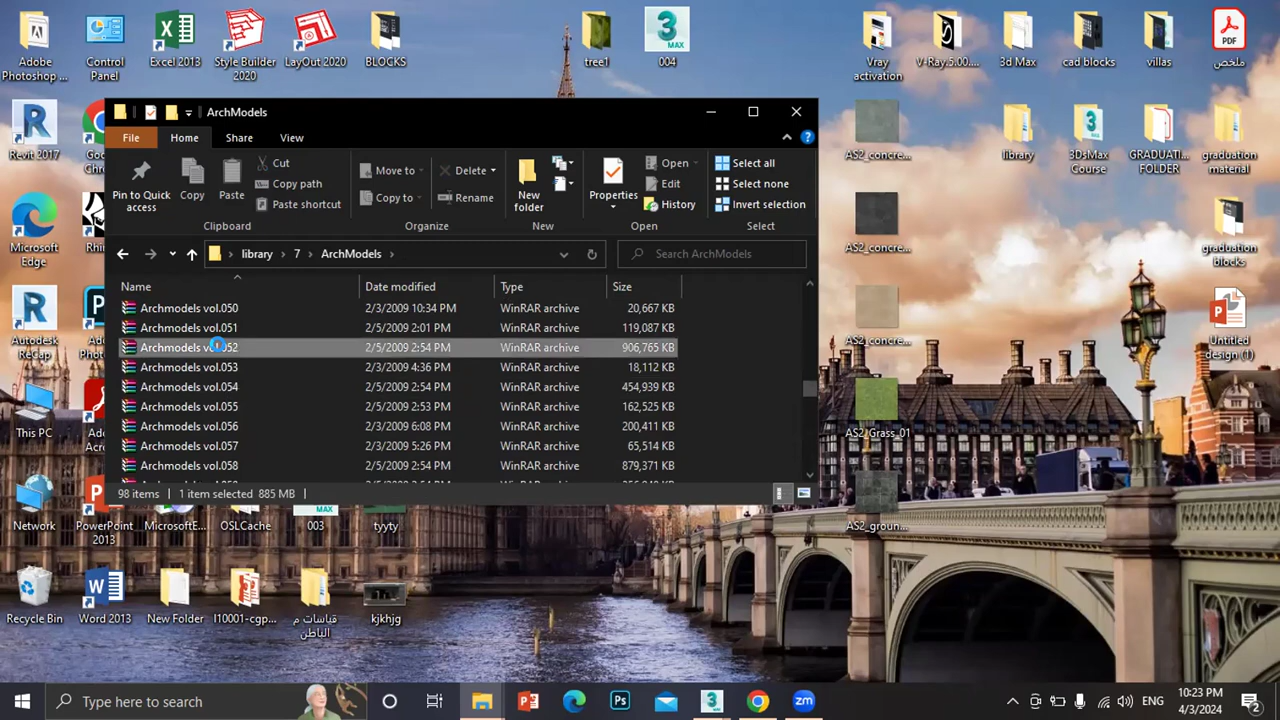 Adobe Photoshop ...
Control Panel
Excel 2013
Style Builder 2020
LayOut 2020
BLOCKS
tree1
004
Vray activation
V-Ray.5.00....
3d Max
cad blocks
villas
ملخص
Revit 2017
AS2_concre...
library
3DsMax Course
GRADUATI... FOLDER
graduation material
Microsoft Edge
AS2_concre...
graduation blocks
Autodesk ReCap
AS2_concre...
Untitled design (1)
This PC
AS2_Grass_01
Network
PowerPoint 2013
MicrosoftE...
OSLCache
003
tyyty
AS2_groun...
Recycle Bin
Word 2013
New Folder
I10001-cgp...
قياسات م الباطن
kjkhjg
ArchModels
File
Home
Share
View
Pin to Quick access
Copy
Paste
Cut
Copy path
Paste shortcut
Clipboard
Move to
Copy to
Delete
Rename
Organize
New folder
New
Properties
Open
Edit
History
Open
Select all
Select none
Invert selection
Select
library › 7 › ArchModels ›
Search ArchModels
Name Date modified Type Size
Archmodels vol.050 2/3/2009 10:34 PM WinRAR archive 20,667 KB
Archmodels vol.051 2/5/2009 2:01 PM WinRAR archive 119,087 KB
Archmodels vol.052 2/5/2009 2:54 PM WinRAR archive 906,765 KB
Archmodels vol.053 2/3/2009 4:36 PM WinRAR archive 18,112 KB
Archmodels vol.054 2/5/2009 2:54 PM WinRAR archive 454,939 KB
Archmodels vol.055 2/5/2009 2:53 PM WinRAR archive 162,525 KB
Archmodels vol.056 2/3/2009 6:08 PM WinRAR archive 200,411 KB
Archmodels vol.057 2/3/2009 5:26 PM WinRAR archive 65,514 KB
Archmodels vol.058 2/5/2009 2:54 PM WinRAR archive 879,371 KB
98 items 1 item selected 885 MB
Type here to search
ENG
10:23 PM
4/3/2024